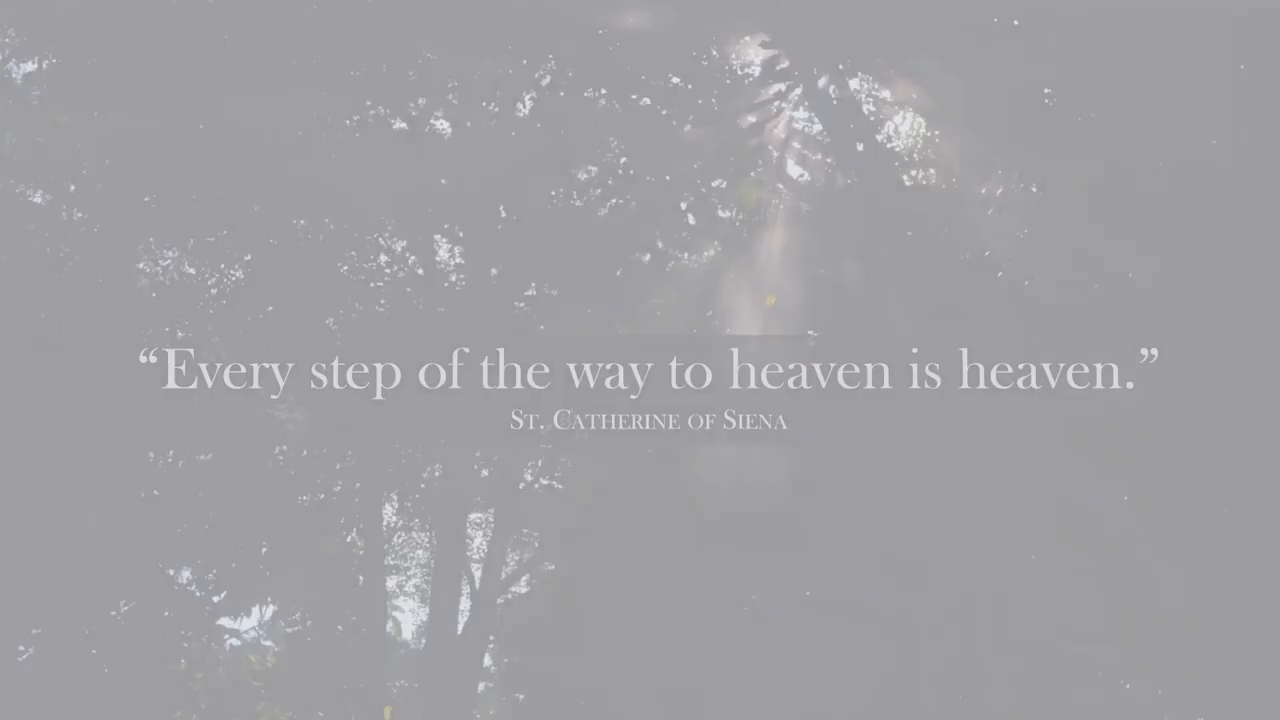 “Every step of the way to heaven is heaven.”
St. Catherine of Siena